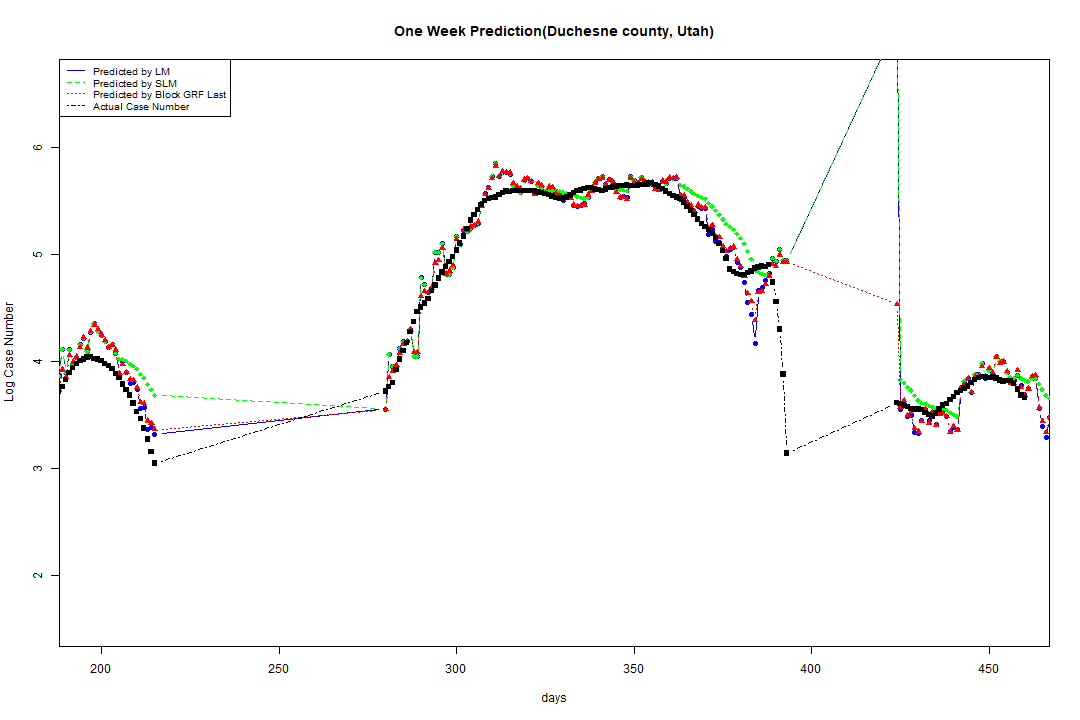 One Week Prediction(Duchesne county, Utah)
Predicted by LM
Predicted by SLM
Predicted by Block GRF Last
Actual Case Number
6
5
4
3
2
Log Case Number
200 250 300 350 400 450
days